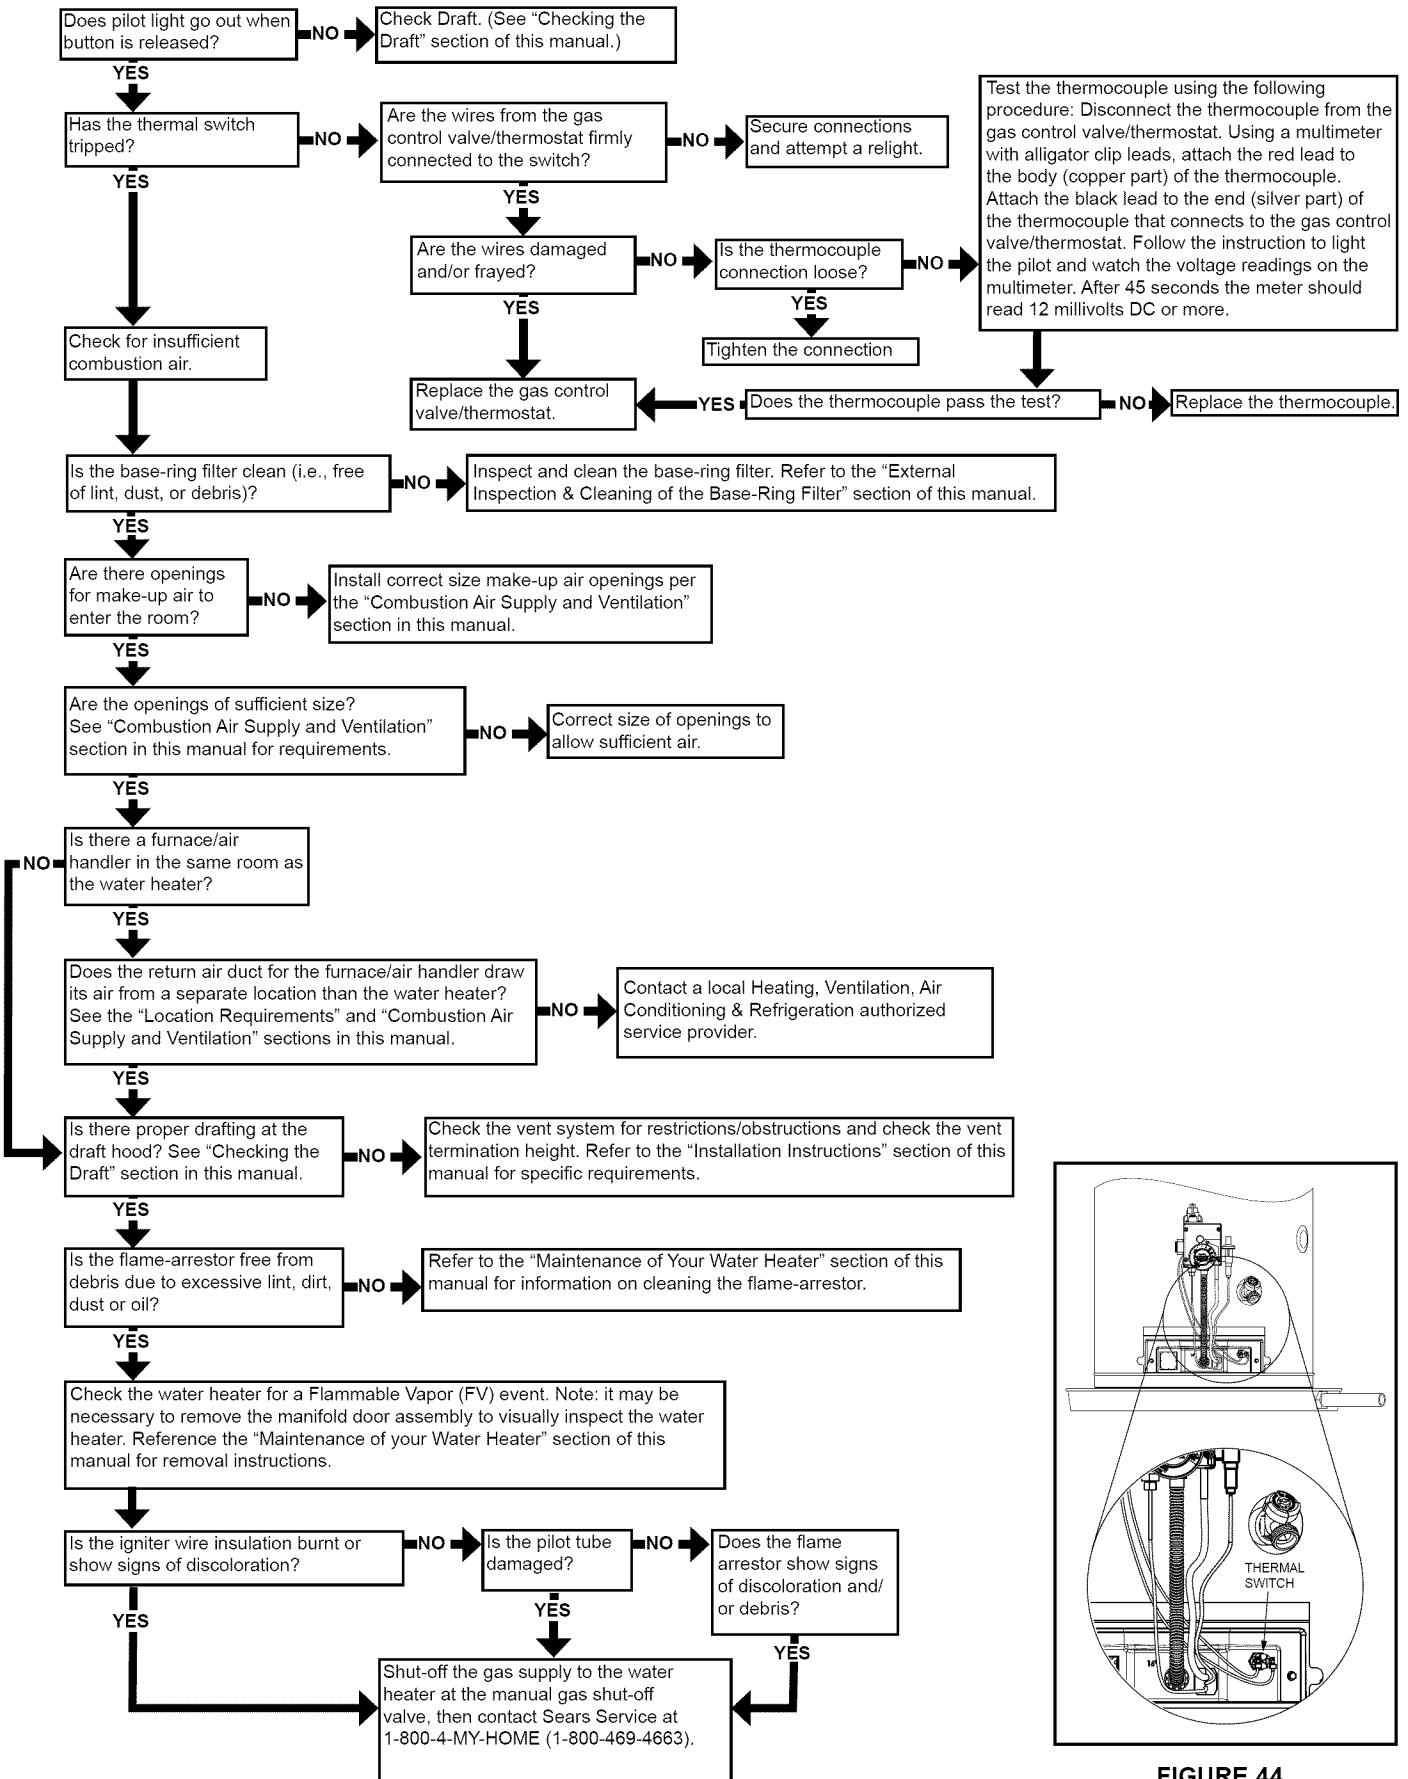 Does pilot light go out when
button is released?
NO
Check Draft. (See “Checking the
Draft” section of this manual.)
YES
Has the thermal switch
tripped?
NO
Are the wires from the gas
control valve/thermostat firmly
connected to the switch?
NO
Secure connections
and attempt a relight.
Test the thermocouple using the following
procedure: Disconnect the thermocouple from the
gas control valve/thermostat. Using a multimeter
with alligator clip leads, attach the red lead to
the body (copper part) of the thermocouple.
Attach the black lead to the end (silver part) of
the thermocouple that connects to the gas control
valve/thermostat. Follow the instruction to light
the pilot and watch the voltage readings on the
multimeter. After 45 seconds the meter should
read 12 millivolts DC or more.
YES
YES
Are the wires damaged
and/or frayed?
NO
Is the thermocouple
connection loose?
NO
YES
YES
Tighten the connection
Check for insufficient
combustion air.
Replace the gas control
valve/thermostat.
YES
Does the thermocouple pass the test?
NO
Replace the thermocouple.
Is the base-ring filter clean (i.e., free
of lint, dust, or debris)?
NO
Inspect and clean the base-ring filter. Refer to the “External
Inspection & Cleaning of the Base-Ring Filter” section of this manual.
YES
Are there openings
for make-up air to
enter the room?
NO
Install correct size make-up air openings per
the “Combustion Air Supply and Ventilation”
section in this manual.
YES
Are the openings of sufficient size?
See “Combustion Air Supply and Ventilation”
section in this manual for requirements.
NO
Correct size of openings to
allow sufficient air.
YES
Is there a furnace/air
handler in the same room as
the water heater?
NO
YES
Does the return air duct for the furnace/air handler draw
its air from a separate location than the water heater?
See the “Location Requirements” and “Combustion Air
Supply and Ventilation” sections in this manual.
NO
Contact a local Heating, Ventilation, Air
Conditioning & Refrigeration authorized
service provider.
YES
Is there proper drafting at the
draft hood? See “Checking the
Draft” section in this manual.
NO
Check the vent system for restrictions/obstructions and check the vent
termination height. Refer to the “Installation Instructions” section of this
manual for specific requirements.
YES
Is the flame-arrestor free from
debris due to excessive lint, dirt,
dust or oil?
NO
Refer to the “Maintenance of Your Water Heater” section of this
manual for information on cleaning the flame-arrestor.
YES
Check the water heater for a Flammable Vapor (FV) event. Note: it may be
necessary to remove the manifold door assembly to visually inspect the water
heater. Reference the “Maintenance of your Water Heater” section of this
manual for removal instructions.
Is the igniter wire insulation burnt or
show signs of discoloration?
NO
Is the pilot tube
damaged?
NO
Does the flame
arrestor show signs
of discoloration and/
or debris?
YES
YES
YES
Shut-off the gas supply to the water
heater at the manual gas shut-off
valve, then contact Sears Service at
1-800-4-MY-HOME (1-800-469-4663).
THERMAL
SWITCH
16"
FIGURE 44